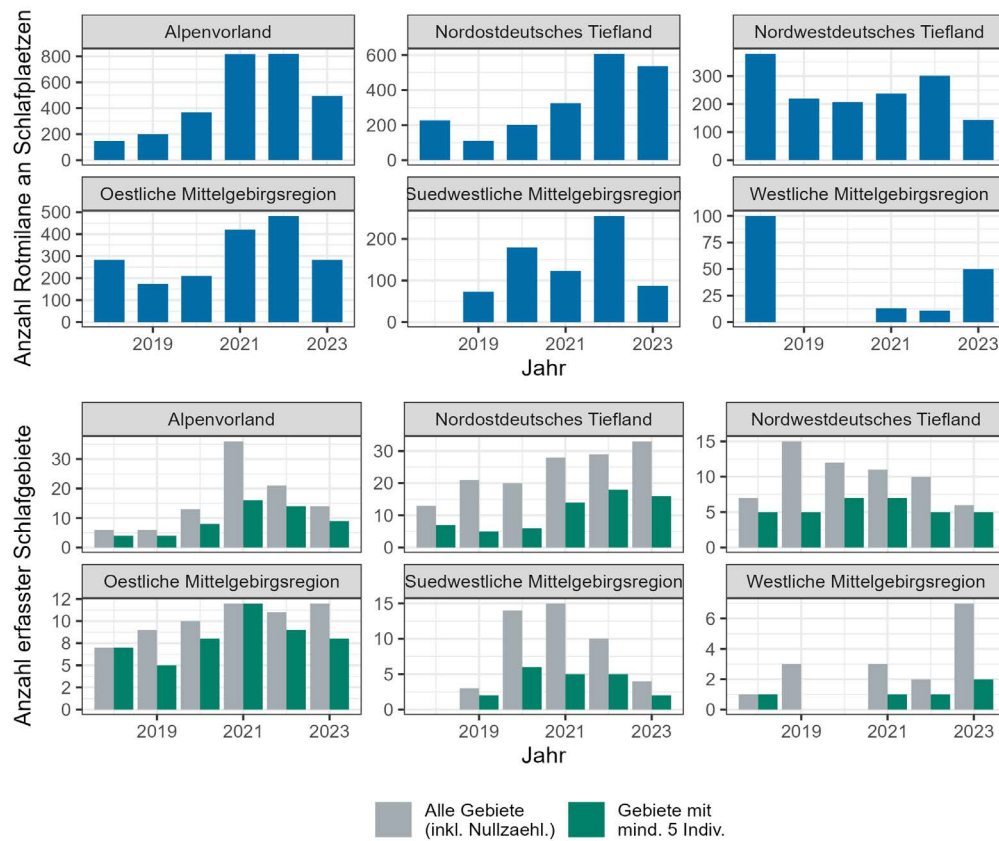 Anzahl Rotmilane an Schlafplaetzen
Alpenvorland
Nordostdeutsches Tiefland
Nordwestdeutsches Tiefland
800
600
400
200
0
600
400
200
0
300
200
100
0
Oestliche Mittelgebirgsregion
Suedwestliche Mittelgebirgsregion
Westliche Mittelgebirgsregion
500
400
300
200
100
0
200
100
0
100
75
50
25
0
2019 2021 2023
2019 2021 2023
2019 2021 2023
Jahr
Anzahl erfasster Schlafgebiete
Alpenvorland
Nordostdeutsches Tiefland
Nordwestdeutsches Tiefland
30
20
10
0
30
20
10
0
15
10
5
0
Oestliche Mittelgebirgsregion
Suedwestliche Mittelgebirgsregion
Westliche Mittelgebirgsregion
12
10
8
5
2
0
15
10
5
0
6
4
2
0
2019 2021 2023
2019 2021 2023
2019 2021 2023
Jahr
Alle Gebiete
(inkl. Nullzaehl.)
Gebiete mit
mind. 5 Indiv.